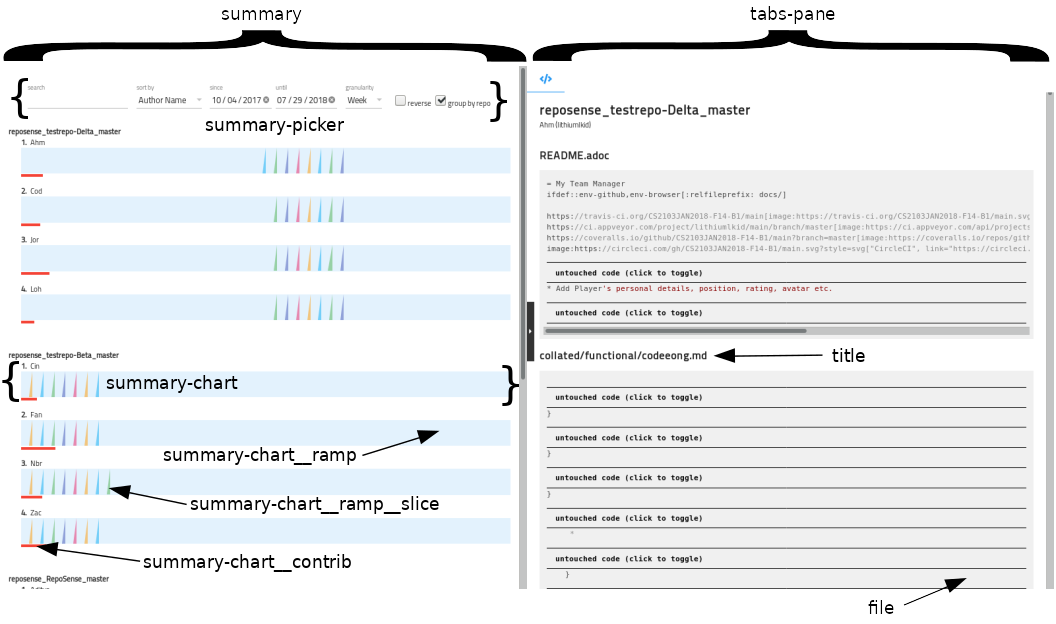 summary
tabs-pane
search
sort by
since
until
granularity
Author Name
10 / 04 / 2017
07 / 29 / 2018
Week
reverse
group by repo
summary-picker
reposense_testrepo-Delta_master
1. Ahm
2. Cod
3. Jor
4. Loh
reposense_testrepo-Beta_master
1. Cin
summary-chart
2. Fan
summary-chart__ramp
3. Nbr
summary-chart__ramp__slice
4. Zac
summary-chart__contrib
reposense_RepoSense_master
</>
reposense_testrepo-Delta_master
Ahm (lithiumlkid)
README.adoc
= My Team Manager
ifdef::env-github,env-browser[:relfileprefix: docs/]
https://travis-ci.org/CS2103JAN2018-F14-B1/main[image:https://travis-ci.org/CS2103JAN2018-F14-B1/main.svg
https://ci.appveyor.com/project/lithiumlkid/main/branch/master[image:https://ci.appveyor.com/api/projects
https://coveralls.io/github/CS2103JAN2018-F14-B1/main?branch=master[image:https://coveralls.io/repos/gith
image:https://circleci.com/gh/CS2103JAN2018-F14-B1/main.svg?style=svg["CircleCI", link="https://circleci.
untouched code (click to toggle)
* Add Player's personal details, position, rating, avatar etc.
untouched code (click to toggle)
collated/functional/codeeong.md
title
untouched code (click to toggle)
}
untouched code (click to toggle)
}
untouched code (click to toggle)
}
untouched code (click to toggle)
untouched code (click to toggle)
}
file